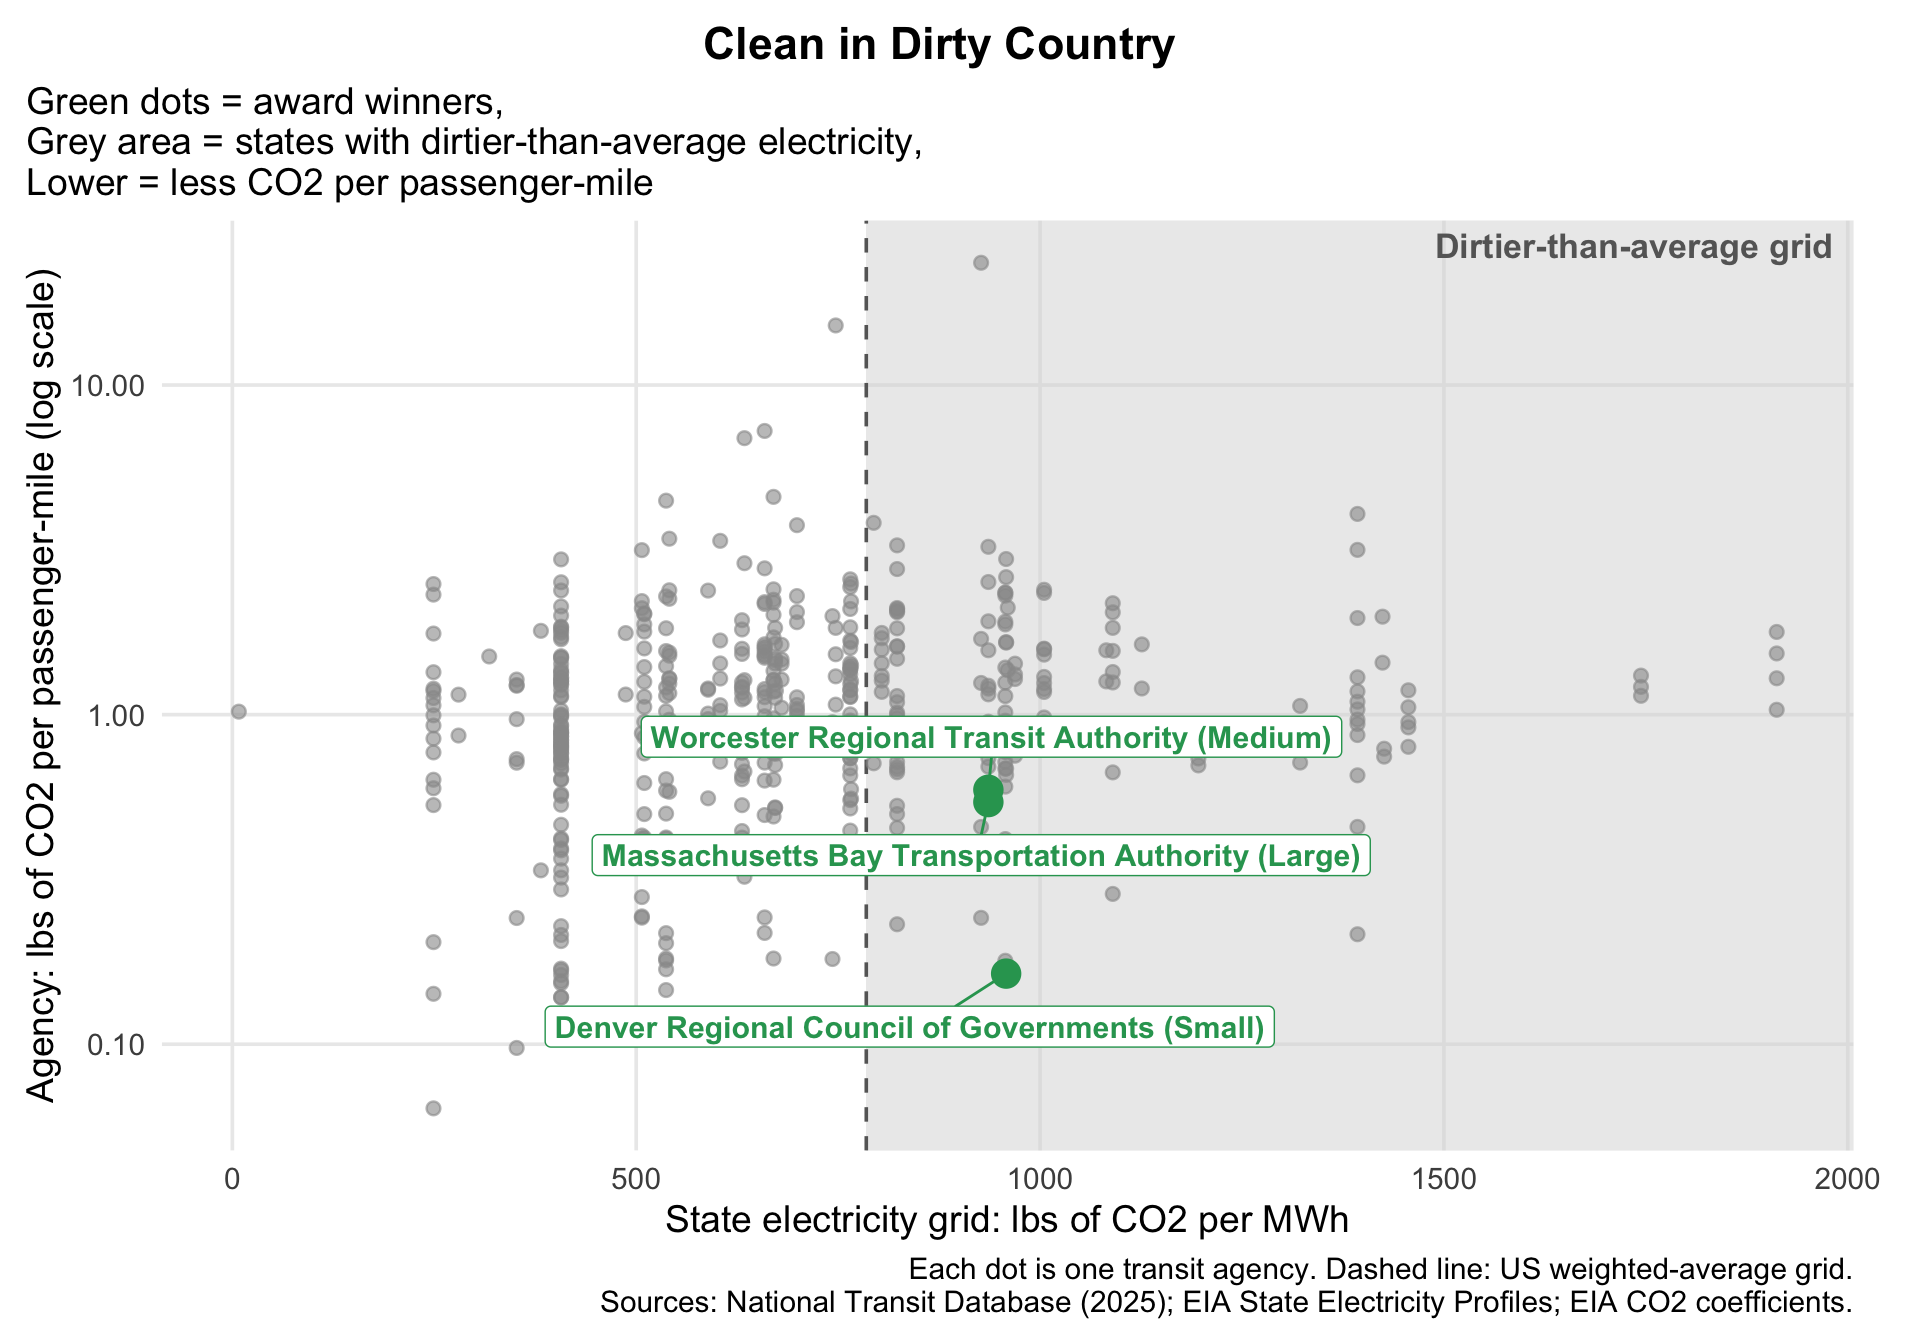 Clean in Dirty Country
Green dots = award winners,
Grey area = states with dirtier-than-average electricity,
Lower = less CO2 per passenger-mile
Dirtier-than-average grid
Agency: lbs of CO2 per passenger-mile (log scale)
10.00
1.00
0.10
Worcester Regional Transit Authority (Medium)
Massachusetts Bay Transportation Authority (Large)
Denver Regional Council of Governments (Small)
0
500
1000
1500
2000
State electricity grid: lbs of CO2 per MWh
Each dot is one transit agency. Dashed line: US weighted-average grid.
Sources: National Transit Database (2025); EIA State Electricity Profiles; EIA CO2 coefficients.